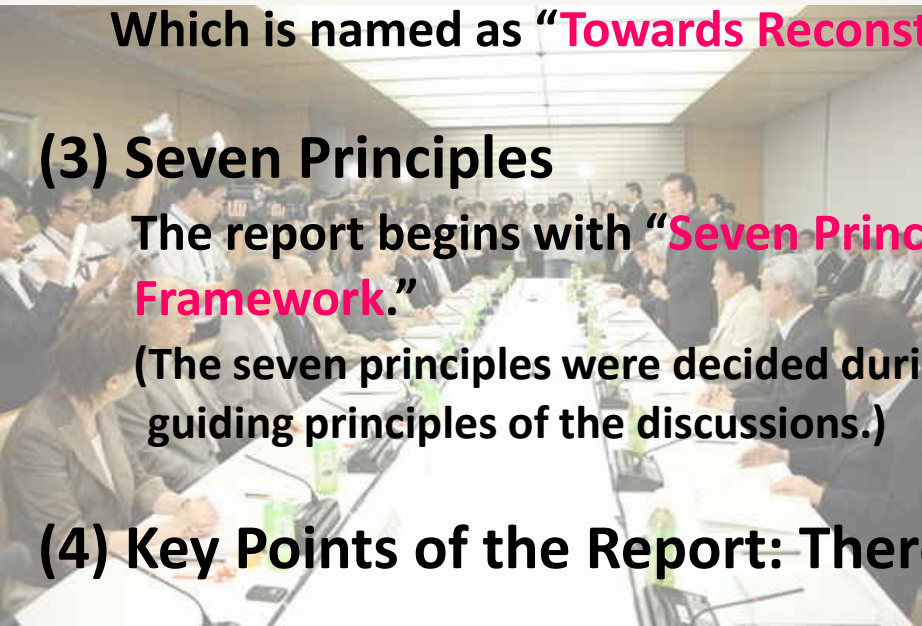 Which is named as “Towards Reconst
(3) Seven Principles
The report begins with “Seven Princ
Framework.”
(The seven principles were decided duri
guiding principles of the discussions.)
(4) Key Points of the Report: Ther